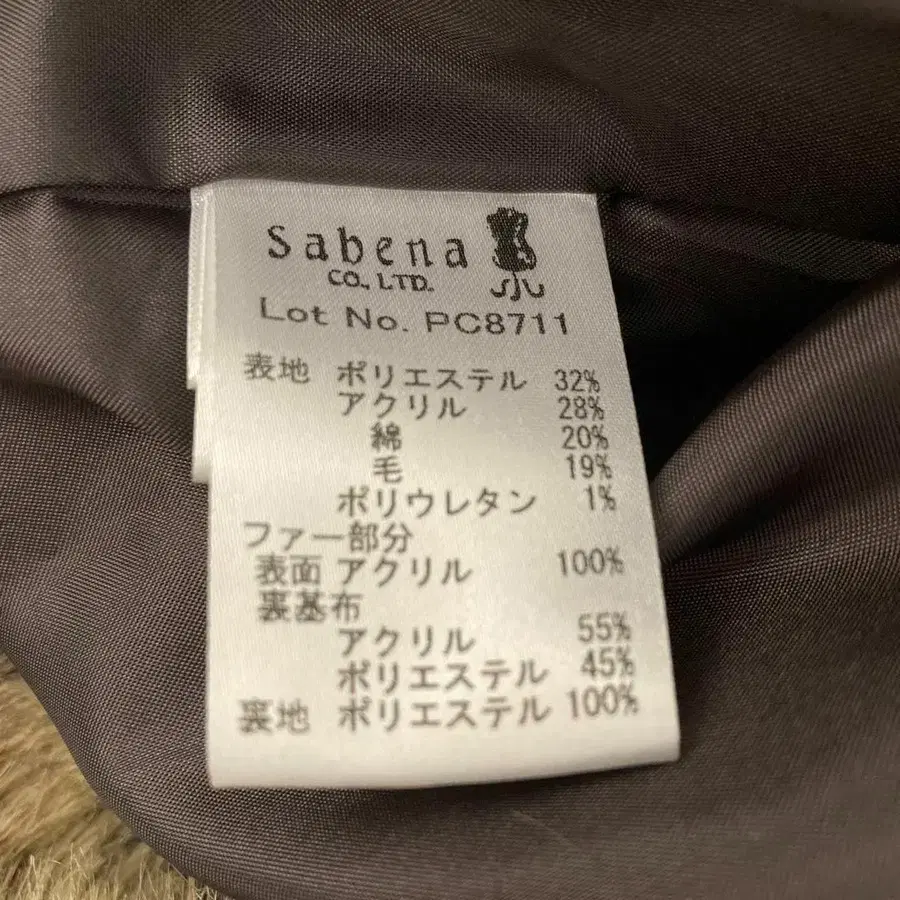 sabena
CO., LTD.
Lot No. PC8711
表地 ポリエステル 32%
アクリル 28%
綿 20%
毛 19%
ポリウレタン 1%
ファー部分
表面 アクリル 100%
裏基布
アクリル 55%
ポリエステル 45%
裏地 ポリエステル 100%